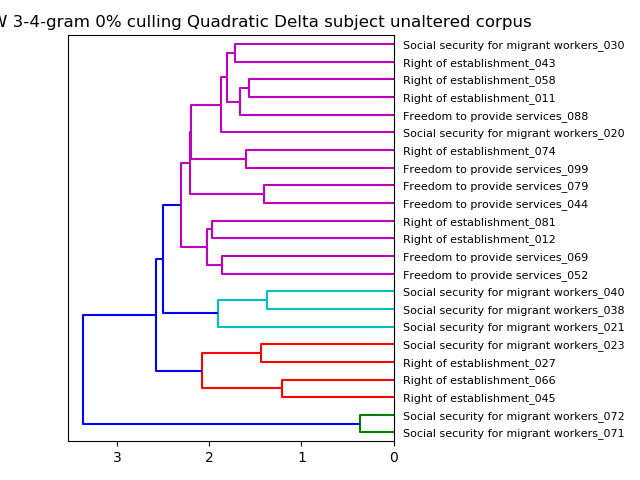 3-4-gram 0% culling Quadratic Delta subject unaltered corpus
Social security for migrant workers_030
Right of establishment_043
Right of establishment_058
Right of establishment_011
Freedom to provide services_088
Social security for migrant workers_020
Right of establishment_074
Freedom to provide services_099
Freedom to provide services_079
Freedom to provide services_044
Right of establishment_081
Right of establishment_012
Freedom to provide services_069
Freedom to provide services_052
Social security for migrant workers_040
Social security for migrant workers_038
Social security for migrant workers_021
Social security for migrant workers_023
Right of establishment_027
Right of establishment_066
Right of establishment_045
Social security for migrant workers_072
Social security for migrant workers_071
3 2 1 0